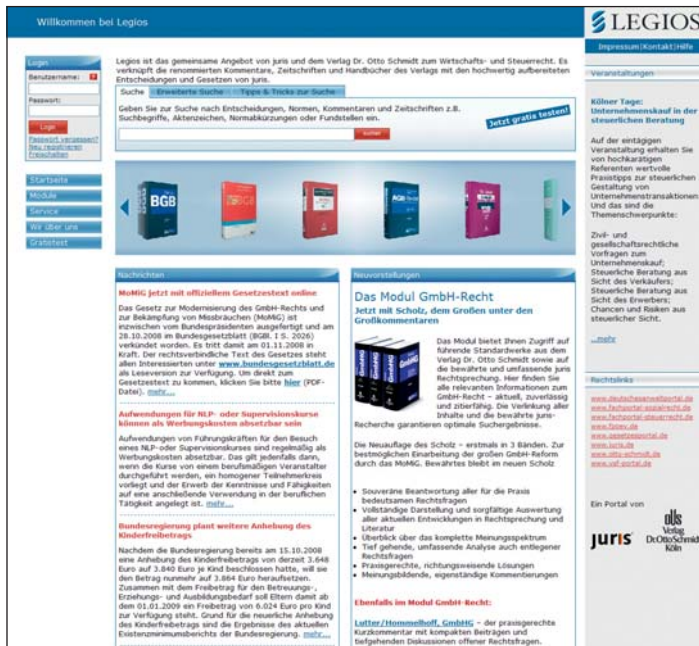 Willkommen bei Legios
LEGIOS
Impressum|Kontakt|Hilfe
Login
Benutzername:
?
Passwort:
Login
Passwort vergessen?
Neu registrieren
Freischalten
Startseite
Module
Service
Wir über uns
Gratistext
Legios ist das gemeinsame Angebot von juris und dem Verlag Dr. Otto Schmidt zum Wirtschafts- und Steuerrecht. Es
verknüpft die renommierten Kommentare, Zeitschriften und Handbücher des Verlags mit den hochwertig aufbereiteten
Entscheidungen und Gesetzen von juris.
Suche
Erweiterte Suche
Tipps & Tricks zur Suche
Geben Sie zur Suche nach Entscheidungen, Normen, Kommentaren und Zeitschriften z.B.
Suchbegriffe, Aktenzeichen, Normabkürzungen oder Fundstellen ein.
Jetzt gratis testen!
suchen
BGB
BGB
Nachrichten
MoMiG jetzt mit offiziellem Gesetzestext online
Das Gesetz zur Modernisierung des GmbH-Rechts und
zur Bekämpfung von Missbräuchen (MoMiG) ist
inzwischen vom Bundespräsidenten ausgefertigt und am
28.10.2008 im Bundesgesetzblatt (BGBl. I S. 2026)
verkündet worden. Es tritt damit am 01.11.2008 in
Kraft. Der rechtsverbindliche Text des Gesetzes steht
allen Interessierten unter www.bundesgesetzblatt.de
als Leseversion zur Verfügung. Um direkt zum
Gesetzestext zu kommen, klicken Sie bitte hier (PDF-
Datei). mehr...
Aufwendungen für NLP- oder Supervisionskurse
können als Werbungskosten absetzbar sein
Aufwendungen von Führungskräften für den Besuch
eines NLP-oder Supervisionskurses sind regelmäßig als
Werbungskosten absetzbar. Das gilt jedenfalls dann,
wenn die Kurse von einem berufsmäßigen Veranstalter
durchgeführt werden, ein homogener Teilnehmerkreis
vorliegt und der Erwerb der Kenntnisse und Fähigkeiten
auf eine anschließende Verwendung in der beruflichen
Tätigkeit angelegt ist. mehr...
Bundesregierung plant weitere Anhebung des
Kinderfreibetrags
Nachdem die Bundesregierung bereits am 15.10.2008
eine Anhebung des Kinderfreibetrags von derzeit 3.648
Euro auf 3.840 Euro je Kind beschlossen hatte, will sie
den Betrag nunmehr auf 3.864 Euro heraufsetzen.
Zusammen mit dem Freibetrag für den Betreuungs-,
Erziehungs- und Ausbildungsbedarf soll Eltern damit ab
dem 01.01.2009 ein Freibetrag von 6.024 Euro pro Kind
zur Verfügung steht. Grund für die neuerliche Anhebung
des Kinderfreibetrags sind die Ergebnisse des aktuellen
Existenzminimumsberichts der Bundesregierung. mehr...
Neuvorstellungen
Das Modul GmbH-Recht
Jetzt mit Scholz, dem Großen unter den
Großkommentaren
GmbHG
GmbHG
GmbHG
Das Modul bietet Ihnen Zugriff auf
führende Standardwerke aus dem
Verlag Dr. Otto Schmidt sowie auf
die bewährte und umfassende juris
Rechtsprechung. Hier finden Sie
alle relevanten Informationen zum
GmbH-Recht – aktuell, zuverlässig
und zitierfähig. Die Verlinkung aller
Inhalte und die bewährte juris-
Recherche garantieren optimale Suchergebnisse.
Die Neuauflage des Scholz – erstmals in 3 Bänden. Zur
bestmöglichen Einarbeitung der großen GmbH-Reform
durch das MoMiG. Bewährtes bleibt im neuen Scholz
• Souveräne Beantwortung aller für die Praxis
bedeutsamen Rechtsfragen
• Vollständige Darstellung und sorgfältige Auswertung
aller aktuellen Entwicklungen in Rechtsprechung und
Literatur
• Überblick über das komplette Meinungsspektrum
• Tief gehende, umfassende Analyse auch entlegener
Rechtsfragen
• Praxisgerechte, richtungsweisende Lösungen
• Meinungsbildende, eigenständige Kommentierungen
Ebenfalls im Modul GmbH-Recht:
Lutter/Hommelhoff, GmbHG – der praxisgerechte
Kurzkommentar mit kompakten Beiträgen und
tiefgehenden Diskussionen offener Rechtsfragen.
Veranstaltungen
Kölner Tage:
Unternehmenskauf in der
steuerlichen Beratung
Auf der eintägigen
Veranstaltung erhalten Sie
von hochkarätigen
Referenten wertvolle
Praxistipps zur steuerlichen
Gestaltung von
Unternehmenstransaktionen
Und das sind die
Themenschwerpunkte:
Zivil- und
gesellschaftsrechtliche
Vorfragen zum
Unternehmenskauf;
Steuerliche Beratung aus
Sicht des Verkäufers;
Steuerliche Beratung aus
Sicht des Erwerbers;
Chancen und Risiken aus
steuerlicher Sicht.
...mehr
Rechtslinks
www.deutschesanwaltportal.de
www.fachportal-sozialrecht.de
www.fachportal-steuerrecht.de
www.gesetzesportal.de
www.juris.de
www.otto-schmidt.de
Ein Portal von
juris
Verlag
Dr.OttoSchmidt
Köln